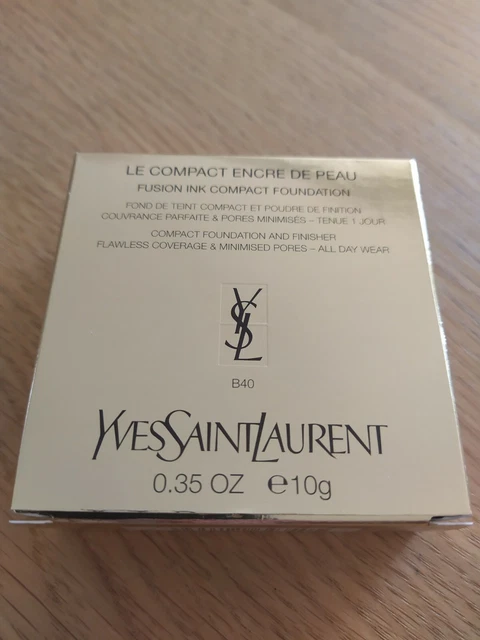 LE COMPACT ENCRE DE PEAU
FUSION INK COMPACT FOUNDATION
FOND DE TEINT COMPACT ET POUDRE DE FINITION
COUVRANCE PARFAITE & PORES MINIMISÉS – TENUE 1 JOUR
COMPACT FOUNDATION AND FINISHER
FLAWLESS COVERAGE & MINIMISED PORES – ALL DAY WEAR
YSL
B40
YVESSAINTLAURENT
0.35 OZ ℮10g